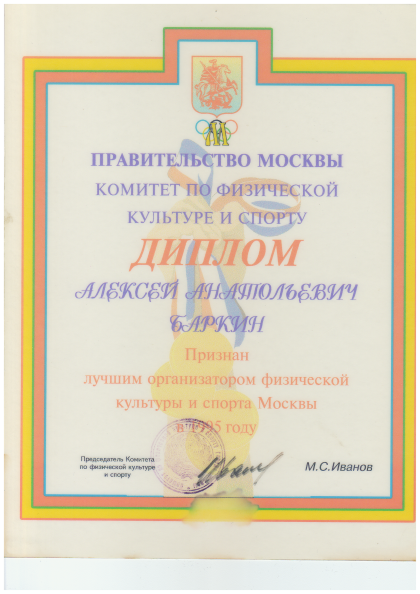 ПРАВИТЕЛЬСТВО МОСКВЫ
КОМИТЕТ ПО ФИЗИЧЕСКОЙ
КУЛЬТУРЕ И СПОРТУ
ДИПЛОМ
АЛЕКСЕЙ АНАТОЛЬЕВИЧ
БАРКИН
Признан
лучшим организатором физической
культуры и спорта Москвы
в году
Председатель Комитета
по физической культуре
и спорту
М.С.Иванов